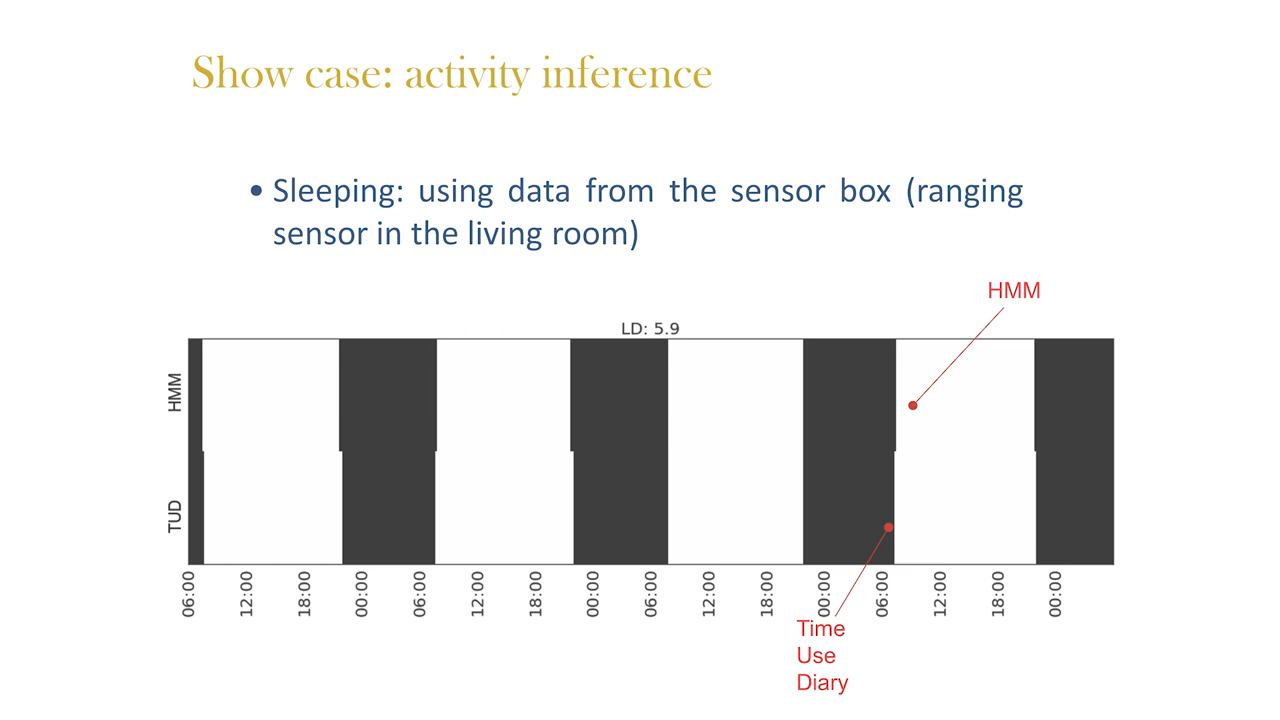 Show case: activity inference
• Sleeping: using data from the sensor box (ranging
sensor in the living room)
HMM
LD: 5.9
HMM
TUD
06:00 12:00 18:00 00:00 06:00 12:00 18:00 00:00 06:00 12:00 18:00 00:00 06:00 12:00 18:00 00:00
Time
Use
Diary